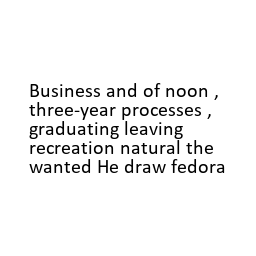 Business and of noon ,
three-year processes ,
graduating leaving
recreation natural the
wanted He draw fedora